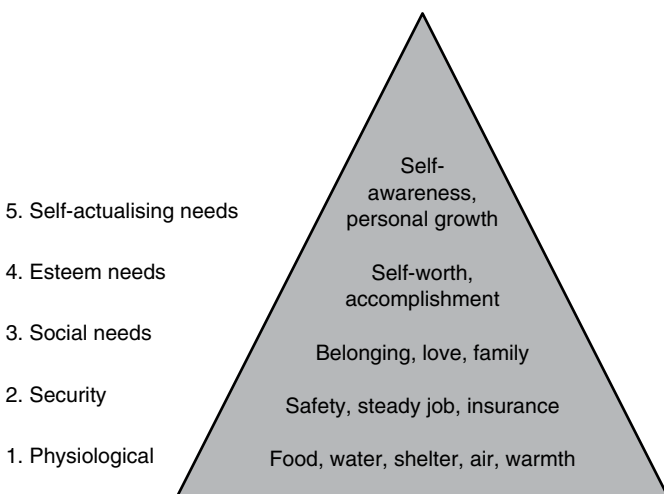 Self-
awareness,
personal growth
5. Self-actualising needs
4. Esteem needs
Self-worth,
accomplishment
3. Social needs
Belonging, love, family
2. Security
Safety, steady job, insurance
1. Physiological
Food, water, shelter, air, warmth